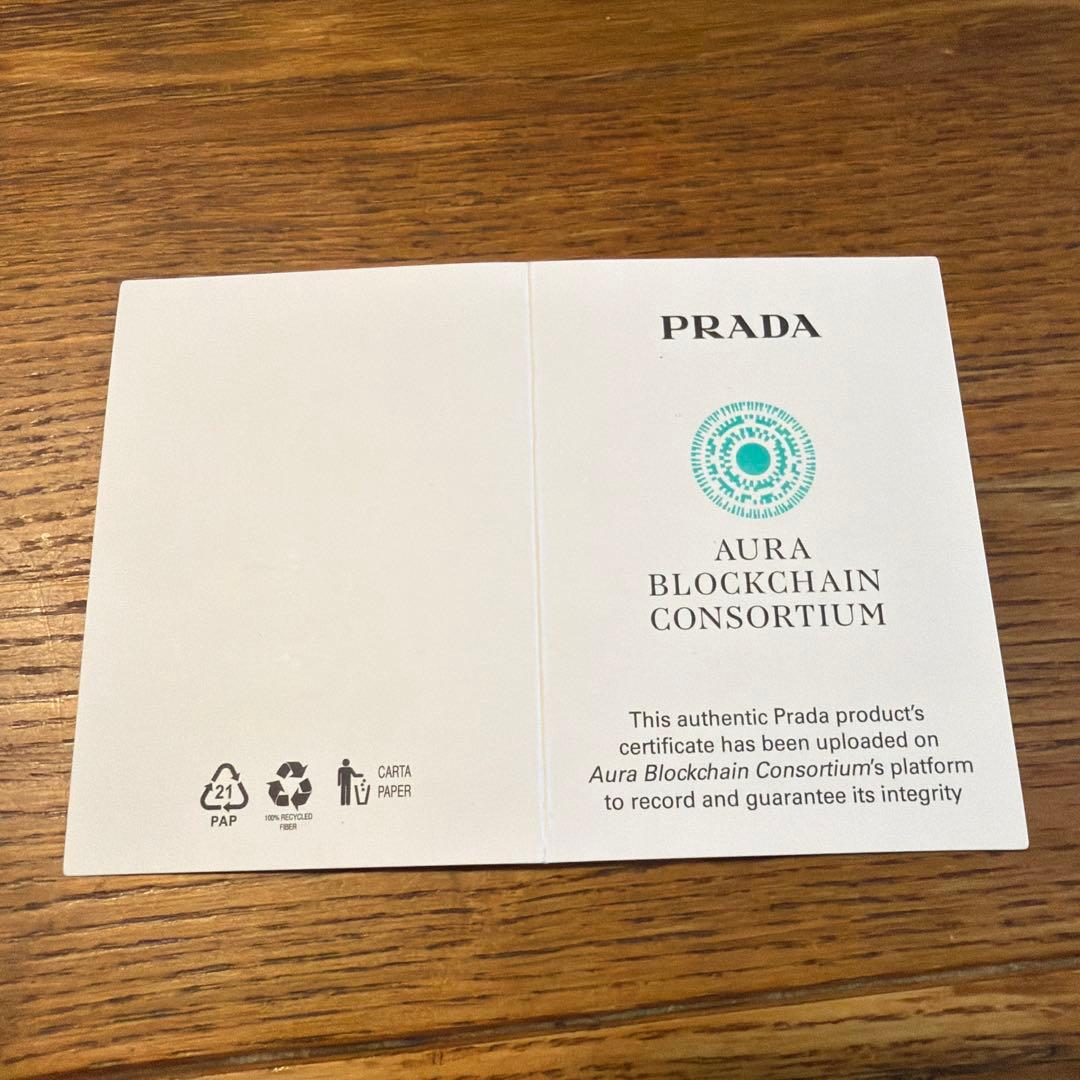 PRADA
AURA
BLOCKCHAIN
CONSORTIUM
This authentic Prada product's
certificate has been uploaded on
Aura Blockchain Consortium's platform
to record and guarantee its integrity
21
PAP
100% RECYCLED
FIBER
CARTA
PAPER